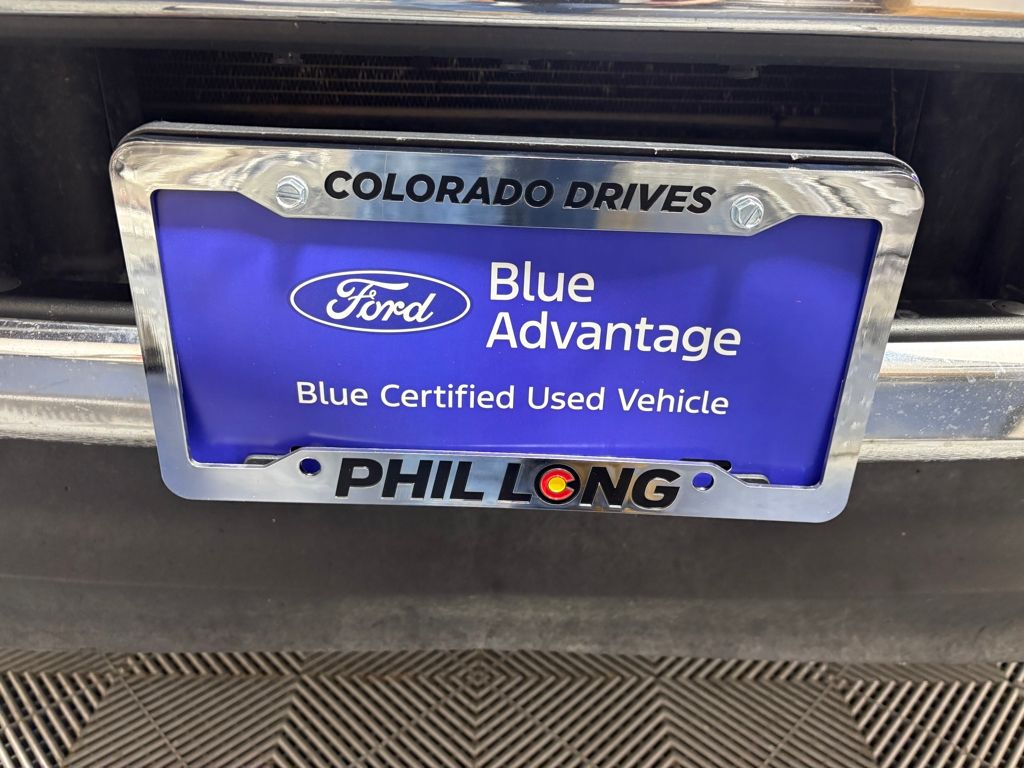 COLORADO DRIVES
Ford
Blue
Advantage
Blue Certified Used Vehicle
PHIL LONG